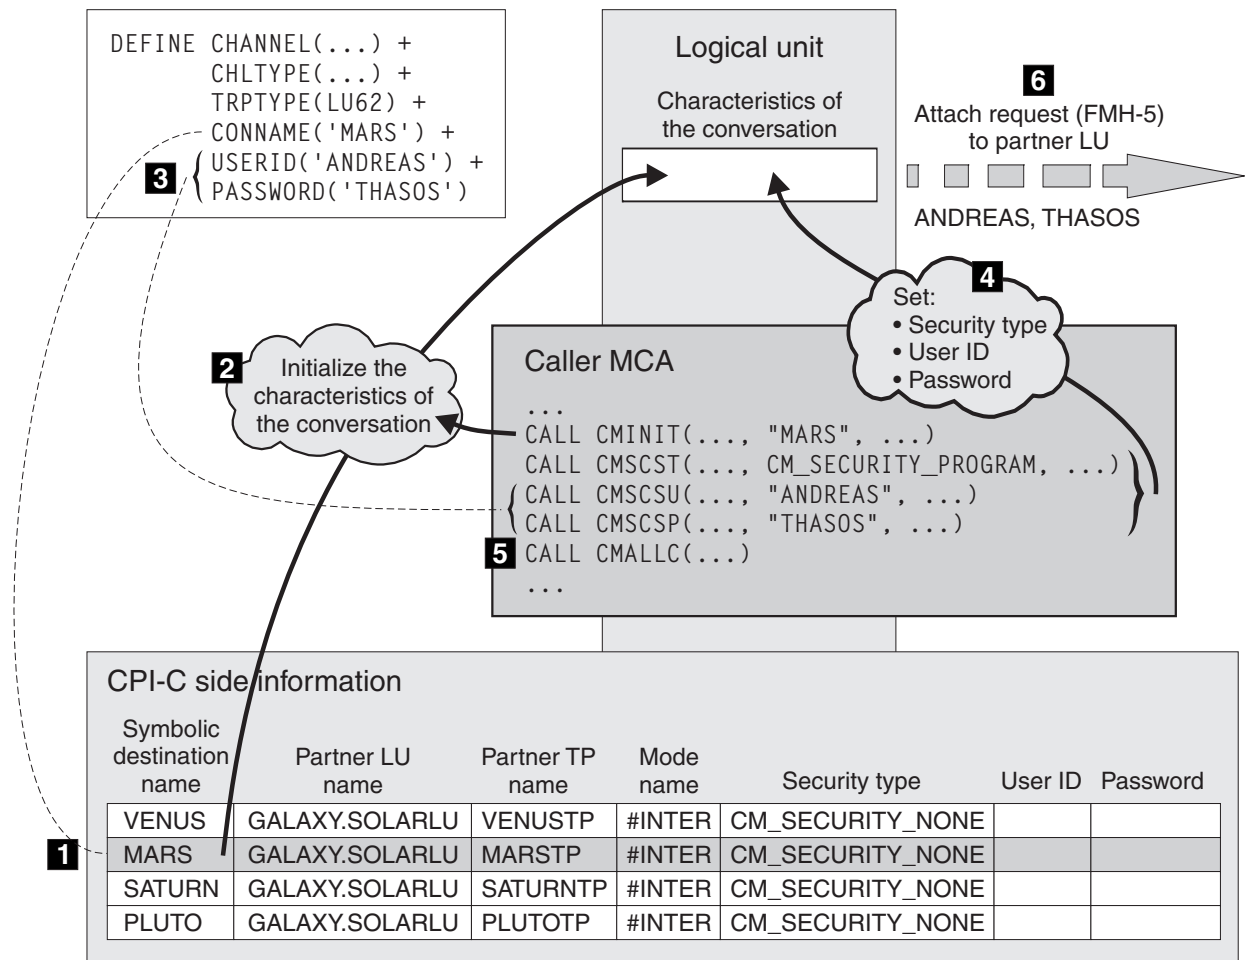 DEFINE CHANNEL(...) +
CHLTYPE(...) +
TRPTYPE(LU62) +
CONNAME('MARS') +
3
USERID('ANDREAS') +
PASSWORD('THASOS')
Logical unit
Characteristics of
the conversation
6
Attach request (FMH-5)
to partner LU
ANDREAS, THASOS
4
Set:
• Security type
• User ID
• Password
2
Initialize the
characteristics of
the conversation
Caller MCA
...
CALL CMINIT(..., "MARS", ...)
CALL CMSCST(..., CM_SECURITY_PROGRAM, ...)
CALL CMSCSU(..., "ANDREAS", ...)
CALL CMSCSP(..., "THASOS", ...)
5 CALL CMALLC(...)
...
CPI-C side information
Symbolic
destination
name
Partner LU
name
Partner TP
name
Mode
name
Security type
User ID
Password
VENUS GALAXY.SOLARLU VENUSTP #INTER CM_SECURITY_NONE
1 MARS GALAXY.SOLARLU MARSTP #INTER CM_SECURITY_NONE
SATURN GALAXY.SOLARLU SATURNTP #INTER CM_SECURITY_NONE
PLUTO GALAXY.SOLARLU PLUTOTP #INTER CM_SECURITY_NONE